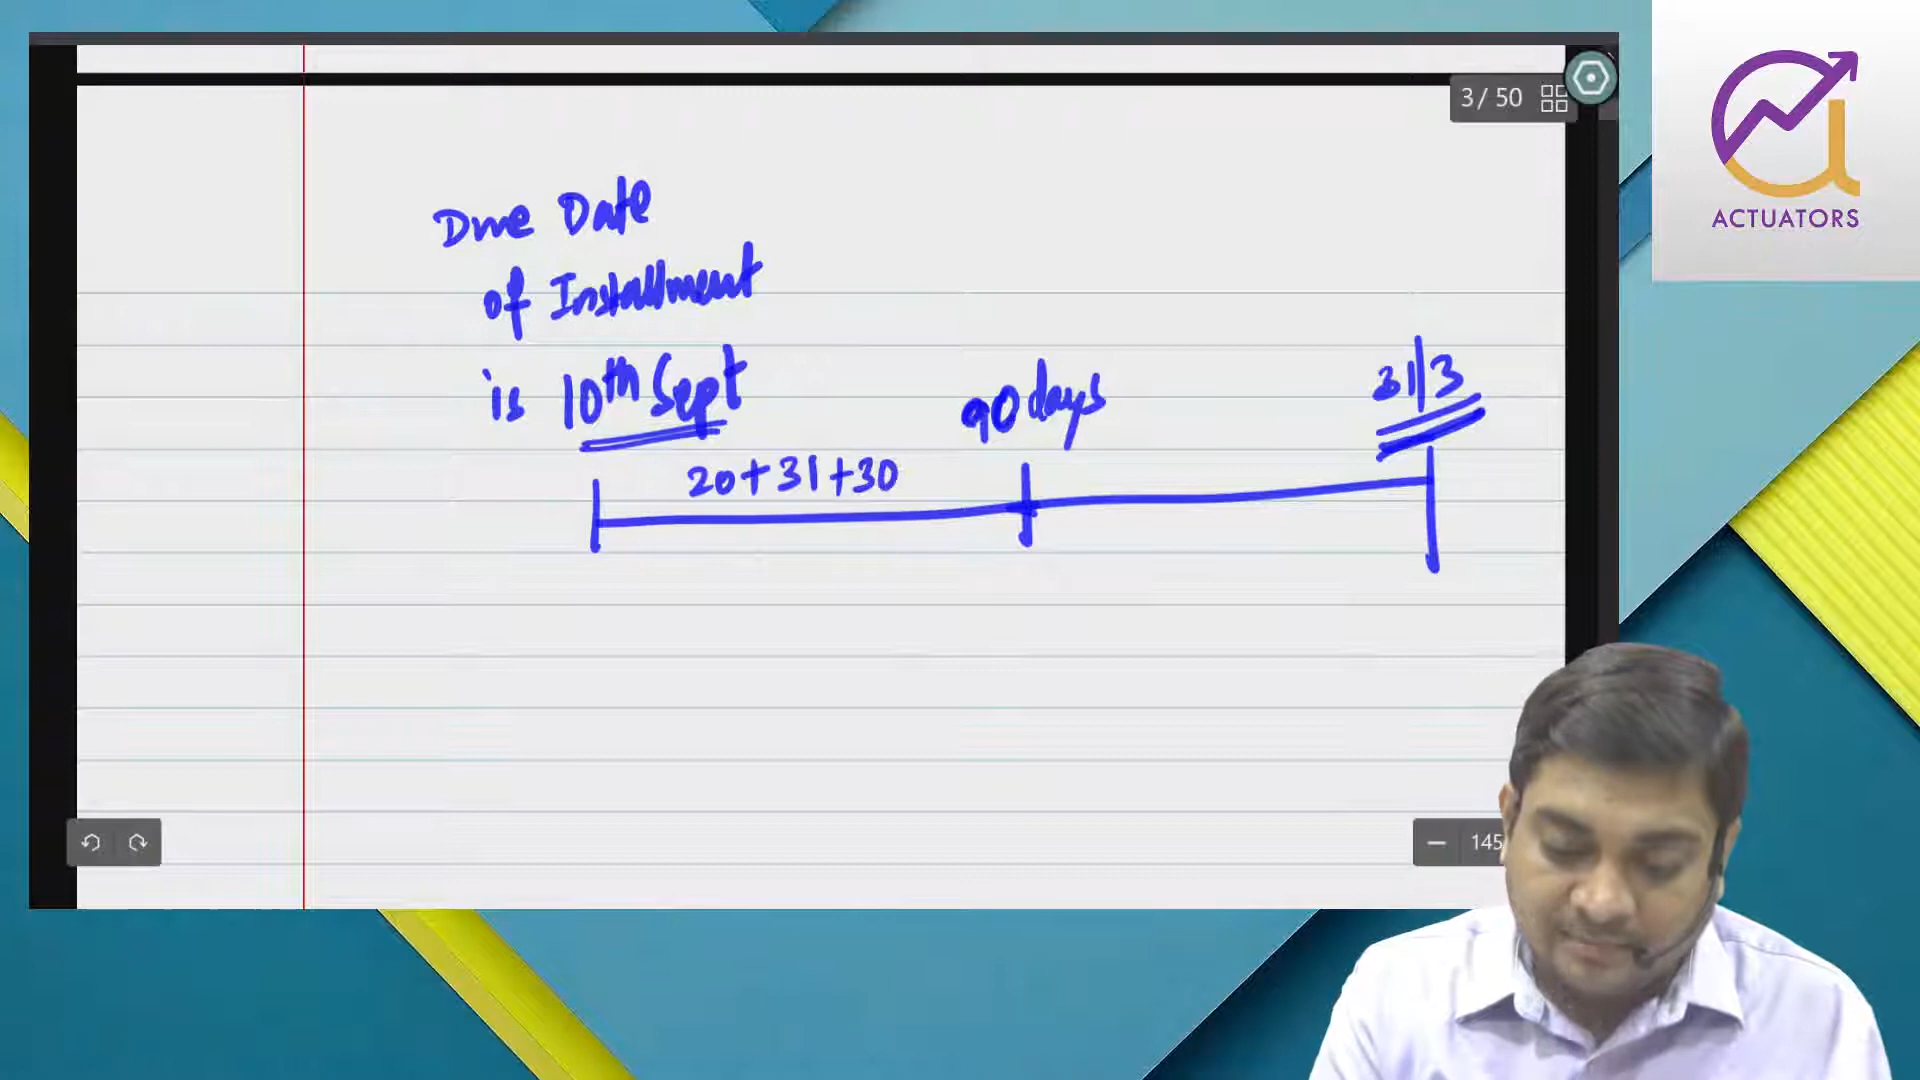 3 / 50
ACTUATORS
Due Date
of Installment
is 10th Sept
90 days
31/3
20+31+30
145